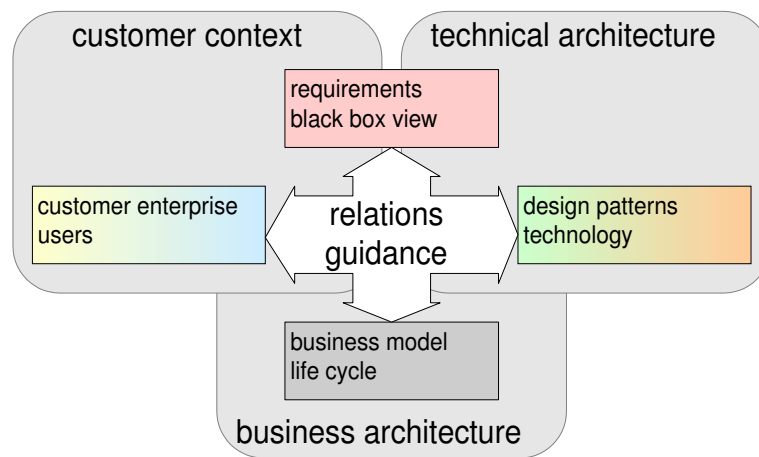 customer context
technical architecture
requirements
black box view
customer enterprise
users
relations
guidance
design patterns
technology
business model
life cycle
business architecture